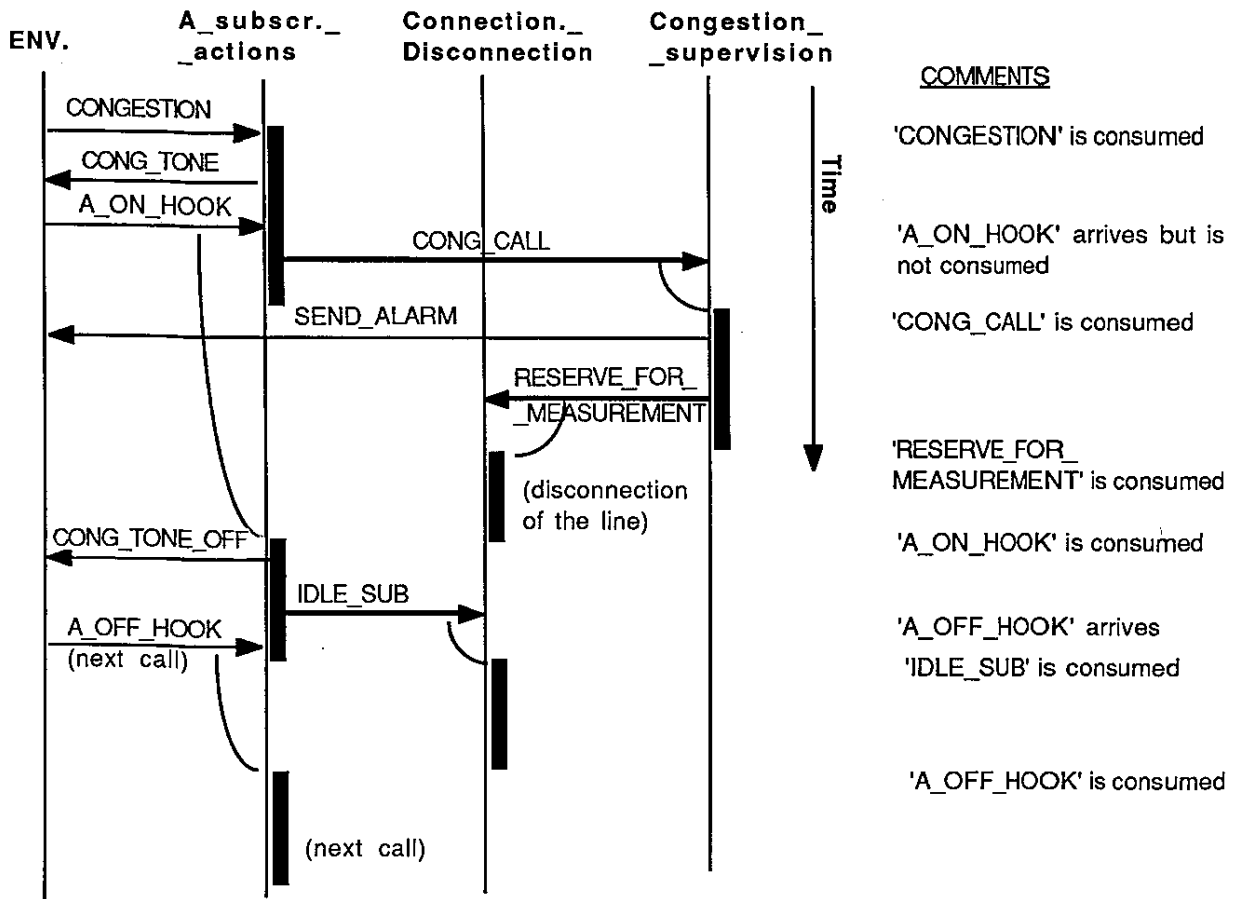 ENV.
A_subscr._
_actions
Connection._
Disconnection
Congestion_
_supervision
COMMENTS
CONGESTION
'CONGESTION' is consumed
CONG_TONE
Time
A_ON_HOOK
CONG_CALL
'A_ON_HOOK' arrives but is
not consumed
SEND_ALARM
'CONG_CALL' is consumed
RESERVE_FOR_
_MEASUREMENT
'RESERVE_FOR_
MEASUREMENT' is consumed
(disconnection
of the line)
CONG_TONE_OFF
'A_ON_HOOK' is consumed
IDLE_SUB
A_OFF_HOOK
(next call)
'A_OFF_HOOK' arrives
'IDLE_SUB' is consumed
'A_OFF_HOOK' is consumed
(next call)